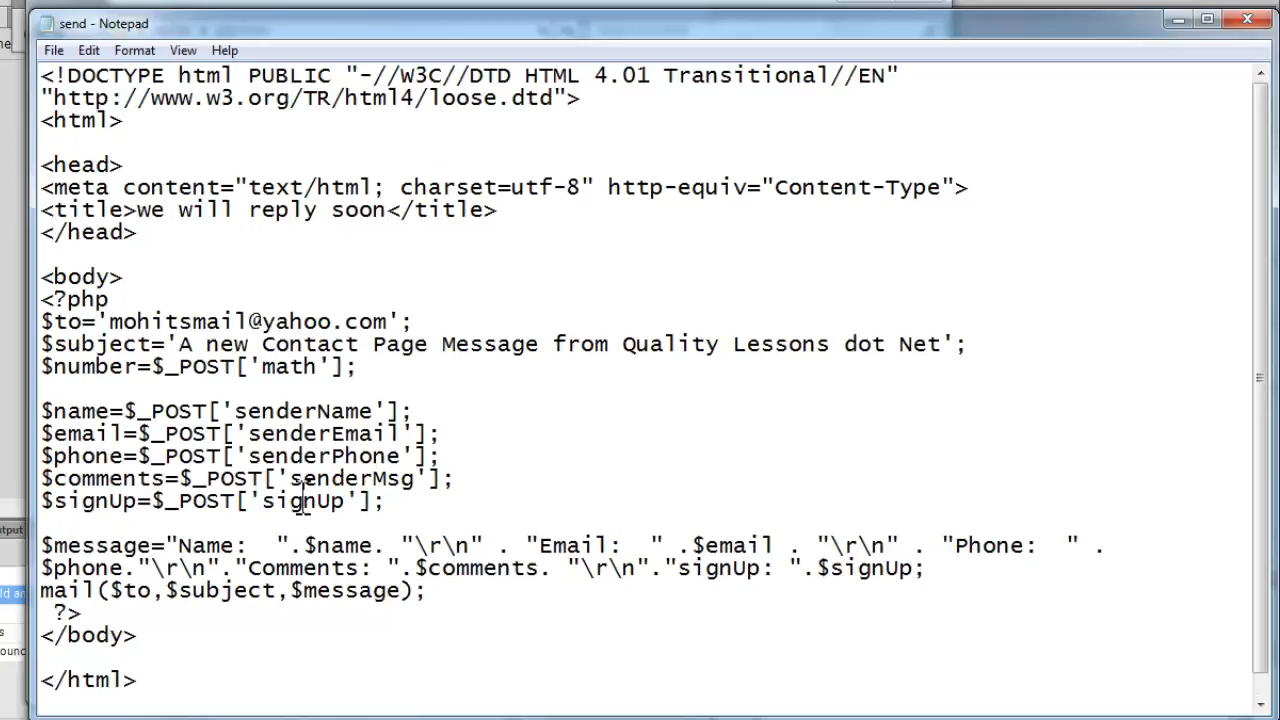 send - Notepad
File Edit Format View Help
<!DOCTYPE html PUBLIC "-//W3C//DTD HTML 4.01 Transitional//EN"
"http://www.w3.org/TR/html4/loose.dtd">
<html>
<head>
<meta content="text/html; charset=utf-8" http-equiv="Content-Type">
<title>we will reply soon</title>
</head>
<body>
<?php
$to='mohitsmail@yahoo.com';
$subject='A new Contact Page Message from Quality Lessons dot Net';
$number=$_POST['math'];
$name=$_POST['senderName'];
$email=$_POST['senderEmail'];
$phone=$_POST['senderPhone'];
$comments=$_POST['senderMsg'];
$signUp=$_POST['signUp'];
$message="Name:  ".$name. "\r\n" . "Email:  " .$email . "\r\n" . "Phone:  " .
$phone."\r\n"."Comments: ".$comments. "\r\n"."signUp: ".$signUp;
mail($to,$subject,$message);
?>
</body>
</html>